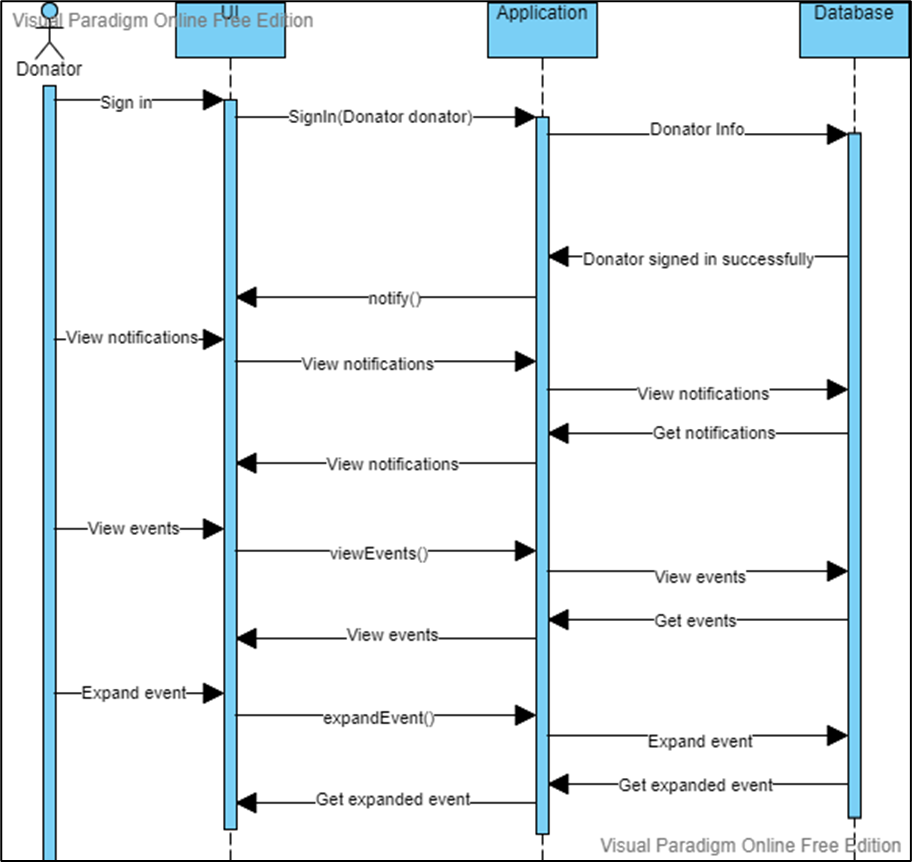 Visual Paradigm Online Free Edition
UI
Application
Database
Donator
Sign in
SignIn(Donator donator)
Donator Info
Donator signed in successfully
notify()
View notifications
View notifications
View notifications
Get notifications
View notifications
View events
viewEvents()
View events
Get events
View events
Expand event
expandEvent()
Expand event
Get expanded event
Get expanded event
Visual Paradigm Online Free Edition